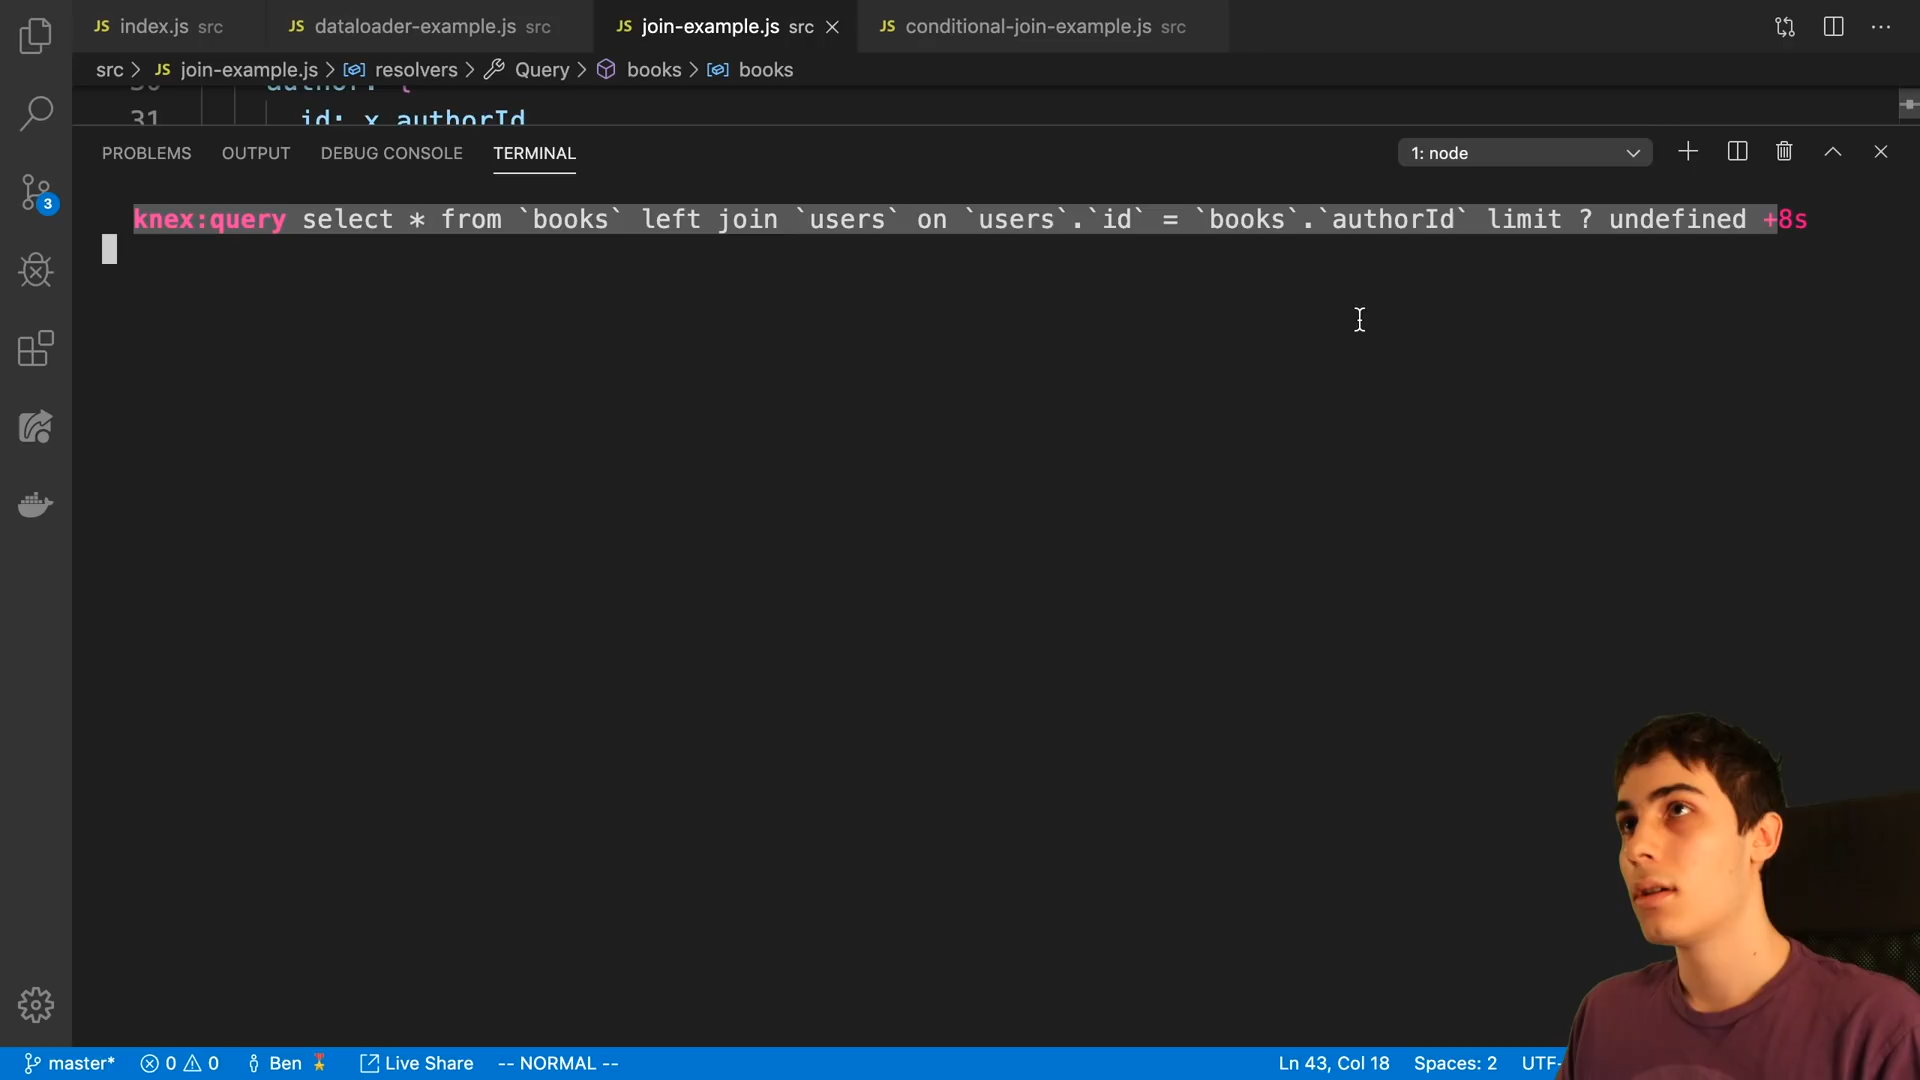 JS index.js src
JS dataloader-example.js src
JS join-example.js src
JS conditional-join-example.js src
src > JS join-example.js > resolvers > Query > books > books
30 author: {
31 id: x.authorId
PROBLEMS OUTPUT DEBUG CONSOLE TERMINAL
1: node
knex:query select * from `books` left join `users` on `users`.`id` = `books`.`authorId` limit ? undefined +8s
3
master* 0 0 Ben Live Share -- NORMAL -- Ln 43, Col 18 Spaces: 2 UTF-